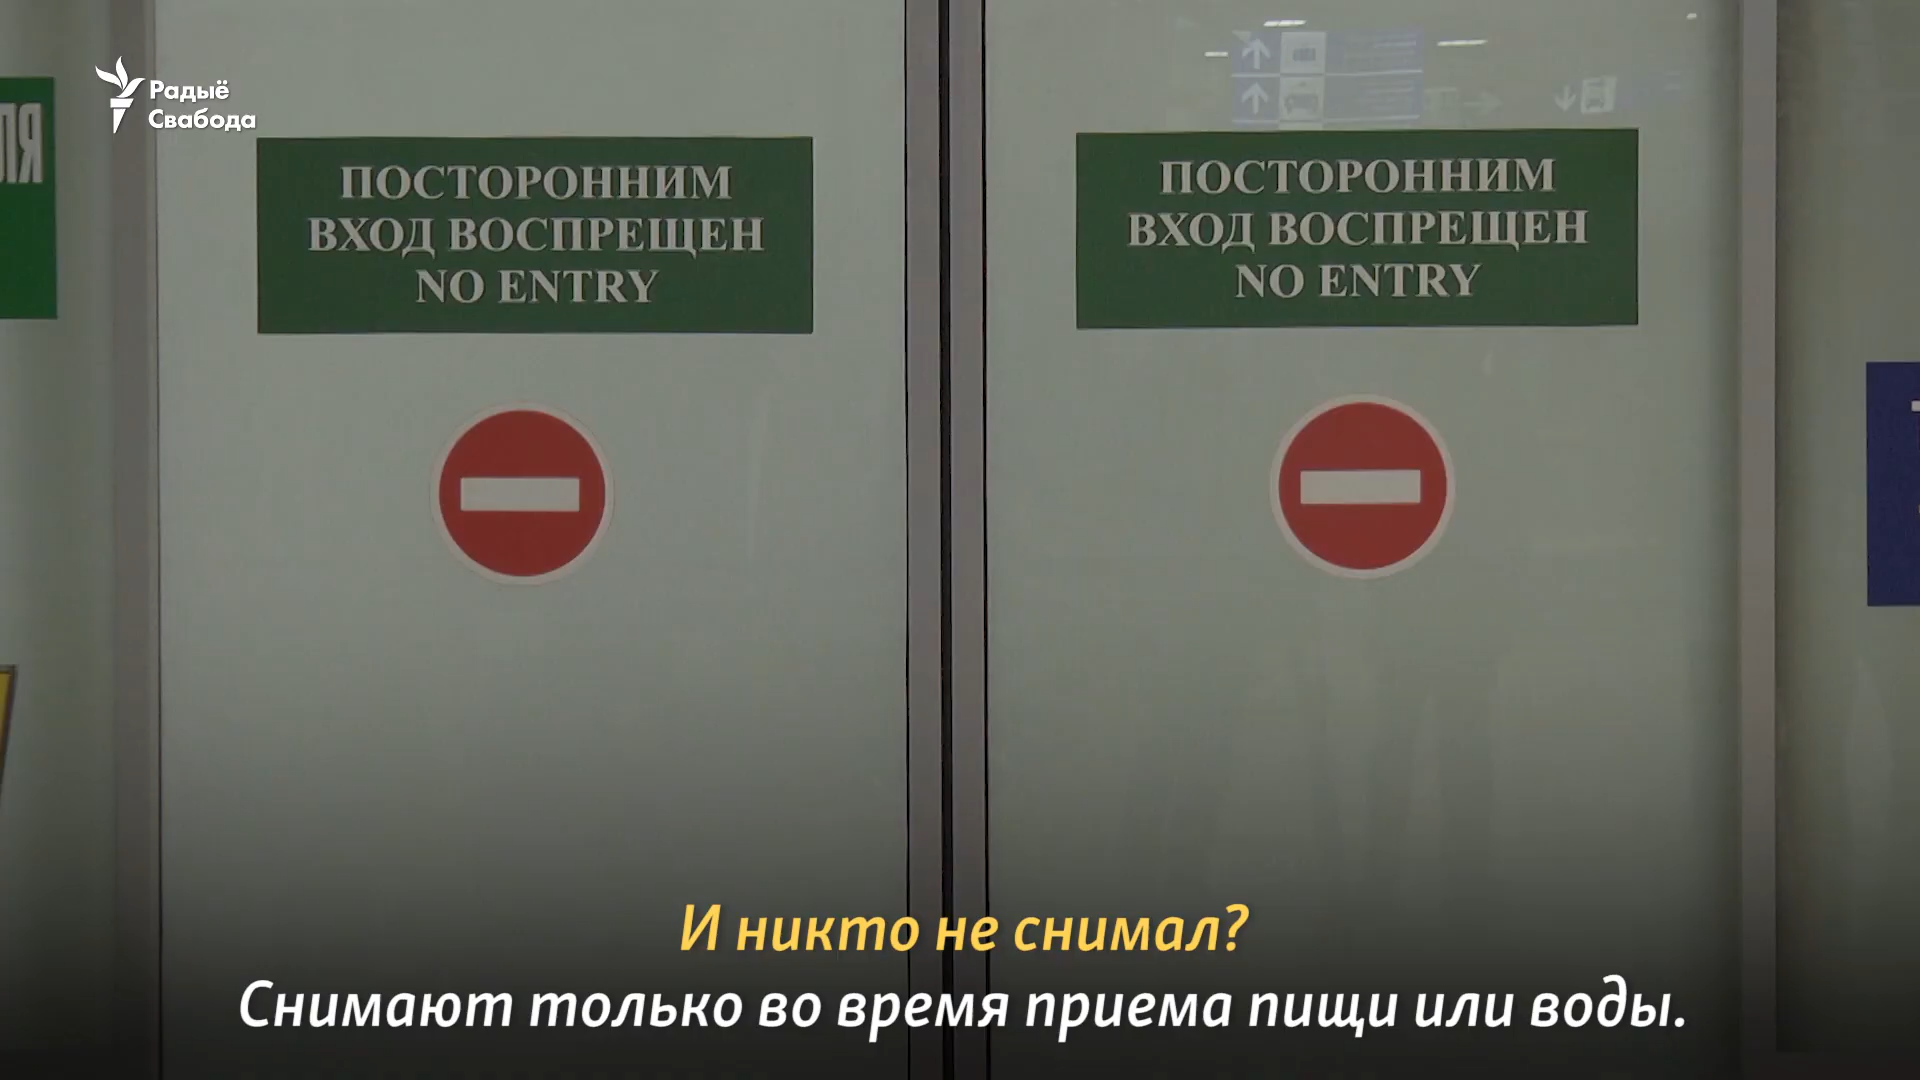 Радыё
Свабода
ПОСТОРОННИМ
ВХОД ВОСПРЕЩЕН
NO ENTRY
ПОСТОРОННИМ
ВХОД ВОСПРЕЩЕН
NO ENTRY
И никто не снимал?
Снимают только во время приема пищи или воды.